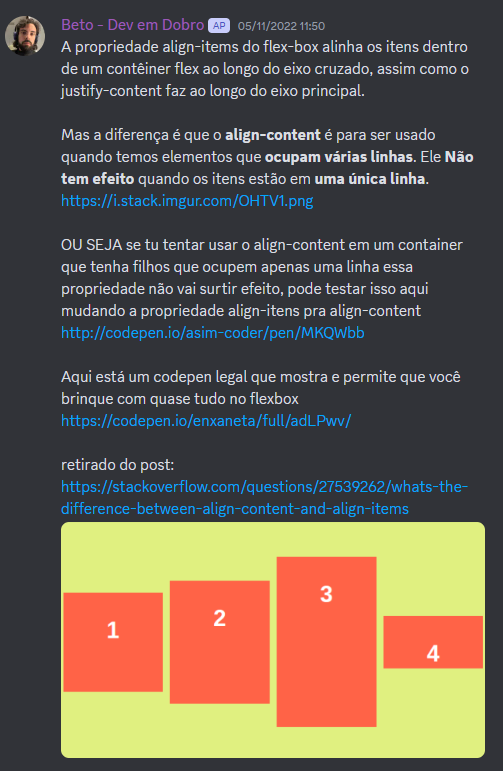 Beto - Dev em Dobro AP 05/11/2022 11:50
A propriedade align-items do flex-box alinha os itens dentro
de um contêiner flex ao longo do eixo cruzado, assim como o
justify-content faz ao longo do eixo principal.
Mas a diferença é que o align-content é para ser usado
quando temos elementos que ocupam várias linhas. Ele Não
tem efeito quando os itens estão em uma única linha.
https://i.stack.imgur.com/OHTV1.png
OU SEJA se tu tentar usar o align-content em um container
que tenha filhos que ocupem apenas uma linha essa
propriedade não vai surtir efeito, pode testar isso aqui
mudando a propriedade align-itens pra align-content
http://codepen.io/asim-coder/pen/MKQWbb
Aqui está um codepen legal que mostra e permite que você
brinque com quase tudo no flexbox
https://codepen.io/enxaneta/full/adLPwv/
retirado do post:
https://stackoverflow.com/questions/27539262/whats-the-
difference-between-align-content-and-align-items
1
2
3
4